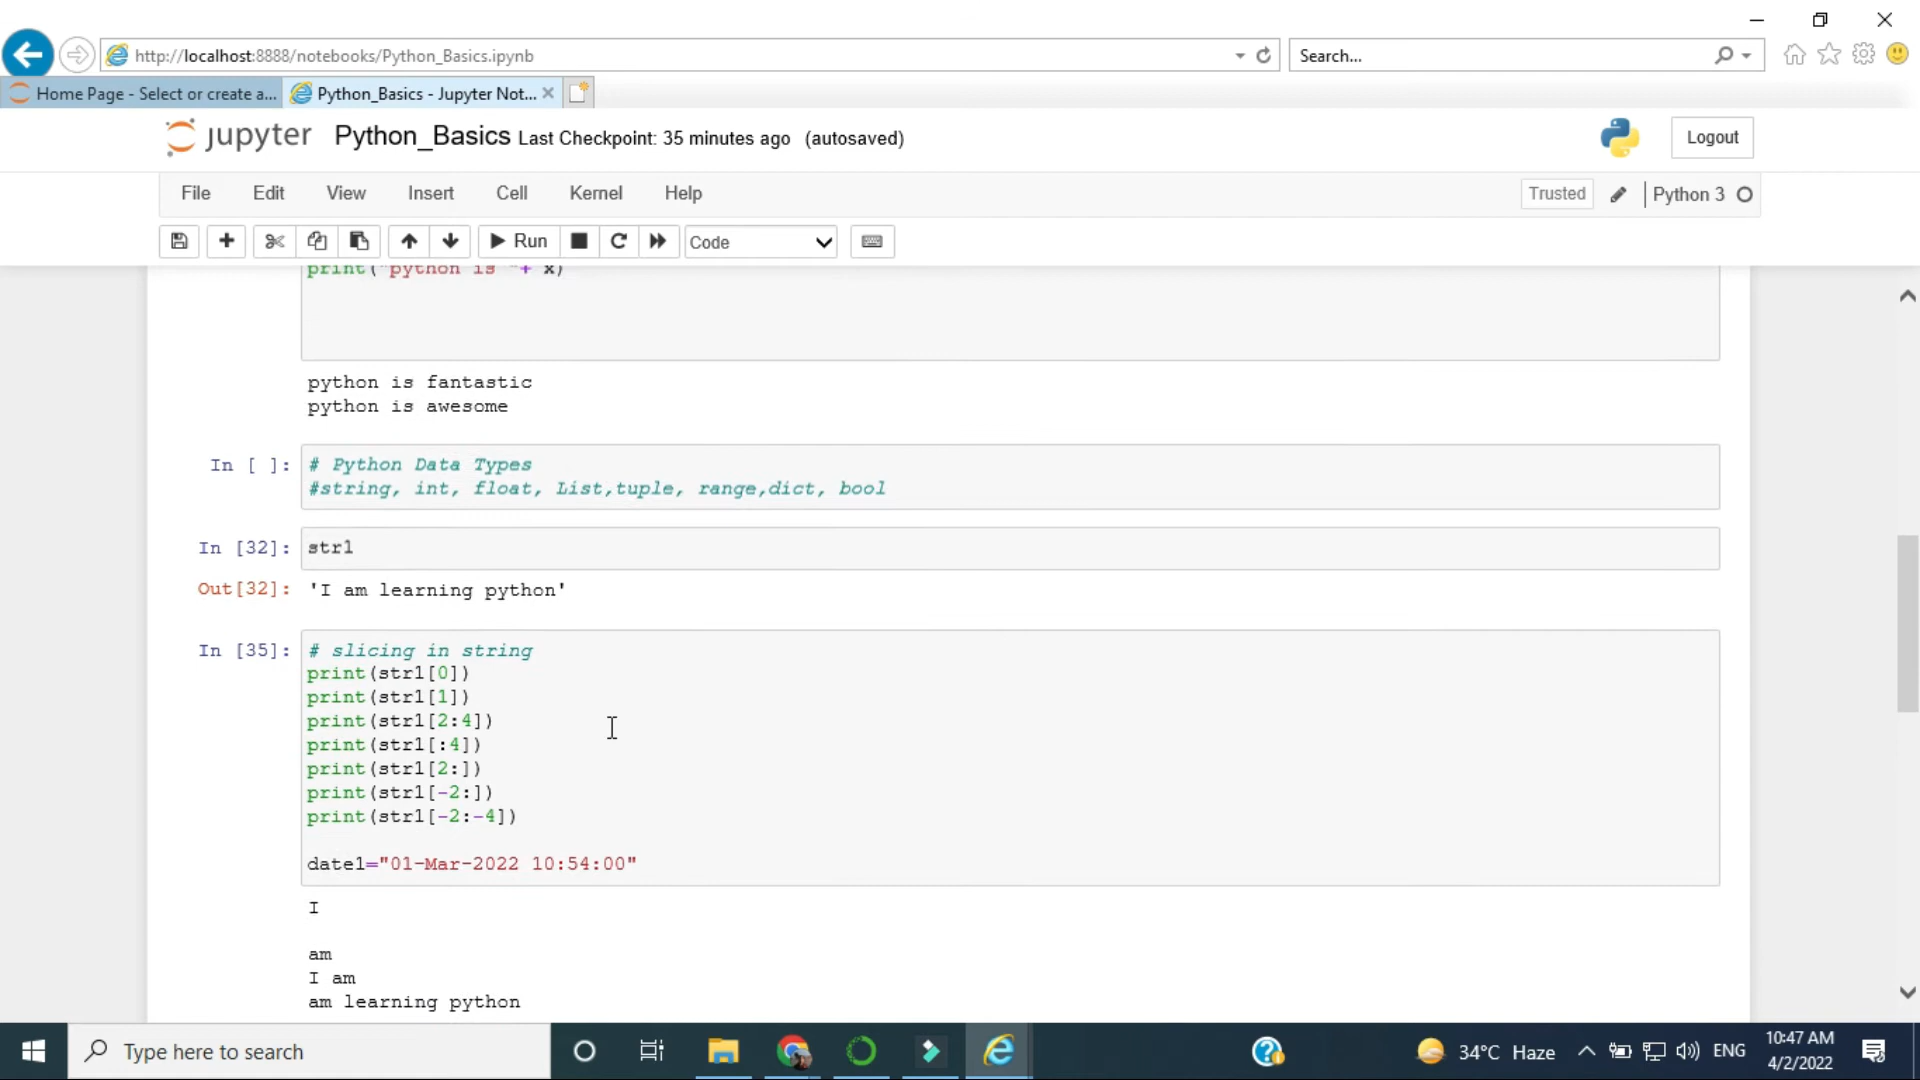 http://localhost:8888/notebooks/Python_Basics.ipynb
Search...
Home Page - Select or create a...
Python_Basics - Jupyter Not...
jupyter Python_Basics Last Checkpoint: 35 minutes ago (autosaved)
Logout
File Edit View Insert Cell Kernel Help
Trusted
Python 3
Run
Code
print("python is "+ x)
python is fantastic
python is awesome
In [ ]: # Python Data Types
#string, int, float, List,tuple, range,dict, bool
In [32]: str1
Out[32]: 'I am learning python'
In [35]: # slicing in string
print(str1[0])
print(str1[1])
print(str1[2:4])
print(str1[:4])
print(str1[2:])
print(str1[-2:])
print(str1[-2:-4])
date1="01-Mar-2022 10:54:00"
I
am
I am
am learning python
Type here to search
34°C Haze
ENG
10:47 AM
4/2/2022